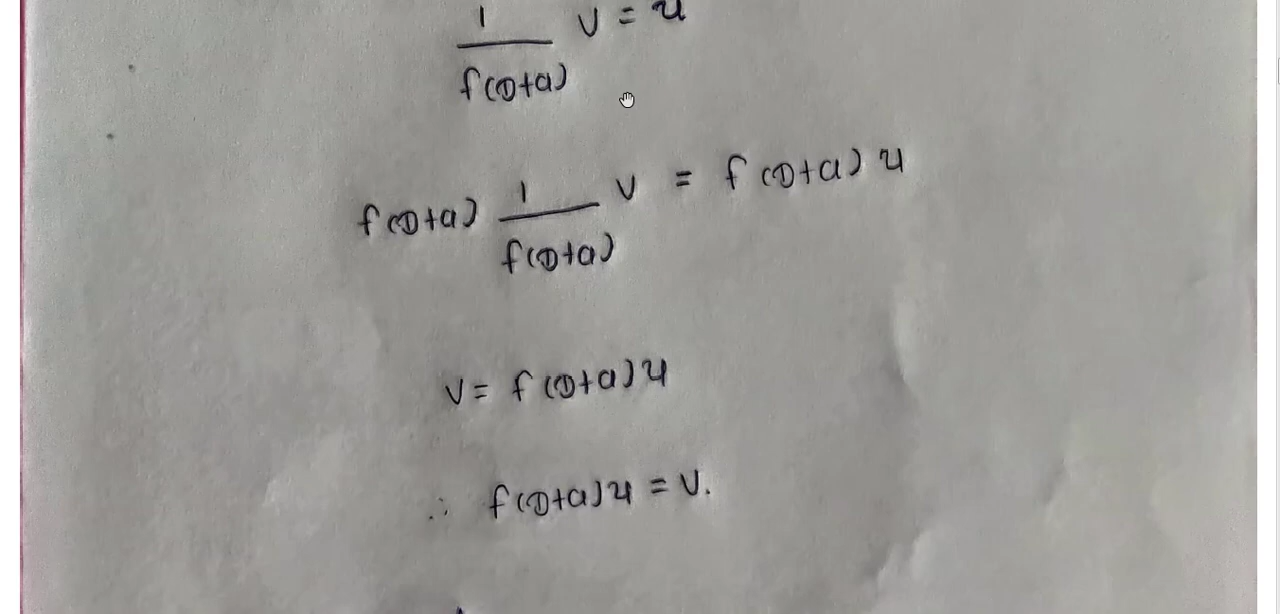 1/f(D+a) V = u
f(D+a) 1/f(D+a) V = f(D+a) u
V = f(D+a) u
∴ f(D+a) u = V.